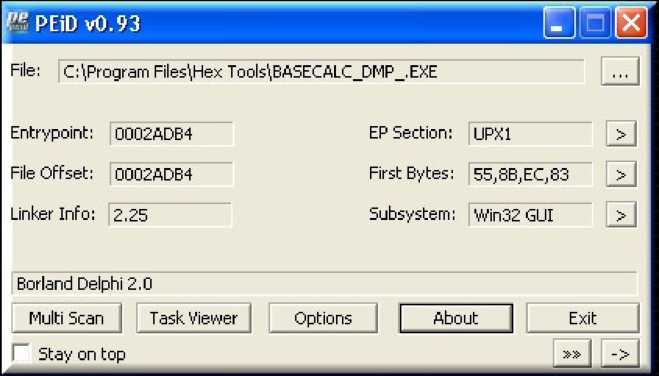 PEiD v0.93
File: C:\Program Files\Hex Tools\BASECALC_DMP_.EXE ...
Entrypoint: 0002ADB4 EP Section: UPX1 >
File Offset: 0002ADB4 First Bytes: 55,8B,EC,83 >
Linker Info: 2.25 Subsystem: Win32 GUI >
Borland Delphi 2.0
Multi Scan Task Viewer Options About Exit
Stay on top »» ->